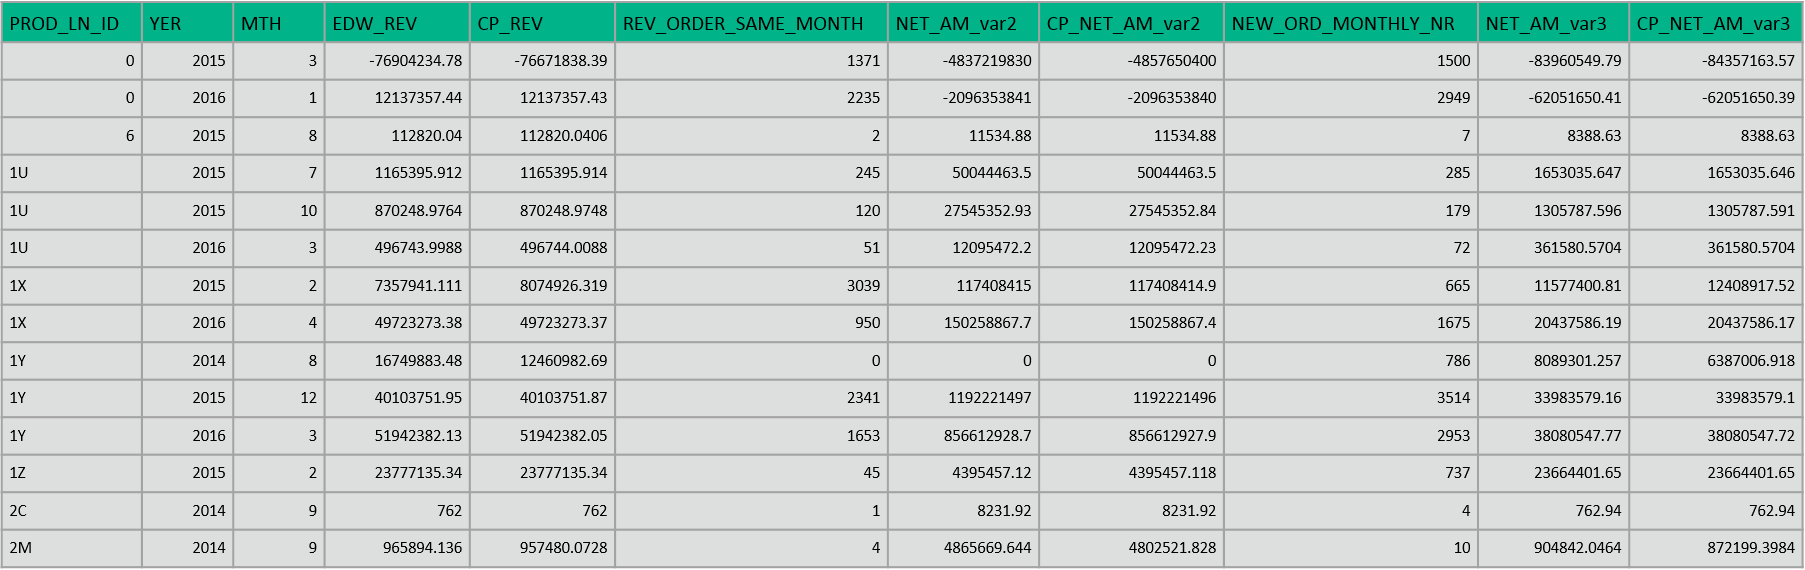 PROD_LN_ID YER MTH EDW_REV CP_REV REV_ORDER_SAME_MONTH NET_AM_var2 CP_NET_AM_var2 NEW_ORD_MONTHLY_NR NET_AM_var3 CP_NET_AM_var3
0 2015 3 -76904234.78 -76671838.39 1371 -4837219830 -4857650400 1500 -83960549.79 -84357163.57
0 2016 1 12137357.44 12137357.43 2235 -2096353841 -2096353840 2949 -62051650.41 -62051650.39
6 2015 8 112820.04 112820.0406 2 11534.88 11534.88 7 8388.63 8388.63
1U 2015 7 1165395.912 1165395.914 245 50044463.5 50044463.5 285 1653035.647 1653035.646
1U 2015 10 870248.9764 870248.9748 120 27545352.93 27545352.84 179 1305787.596 1305787.591
1U 2016 3 496743.9988 496744.0088 51 12095472.2 12095472.23 72 361580.5704 361580.5704
1X 2015 2 7357941.111 8074926.319 3039 117408415 117408414.9 665 11577400.81 12408917.52
1X 2016 4 49723273.38 49723273.37 950 150258867.7 150258867.4 1675 20437586.19 20437586.17
1Y 2014 8 16749883.48 12460982.69 0 0 0 786 8089301.257 6387006.918
1Y 2015 12 40103751.95 40103751.87 2341 1192221497 1192221496 3514 33983579.16 33983579.1
1Y 2016 3 51942382.13 51942382.05 1653 856612928.7 856612927.9 2953 38080547.77 38080547.72
1Z 2015 2 23777135.34 23777135.34 45 4395457.12 4395457.118 737 23664401.65 23664401.65
2C 2014 9 762 762 1 8231.92 8231.92 4 762.94 762.94
2M 2014 9 965894.136 957480.0728 4 4865669.644 4802521.828 10 904842.0464 872199.3984